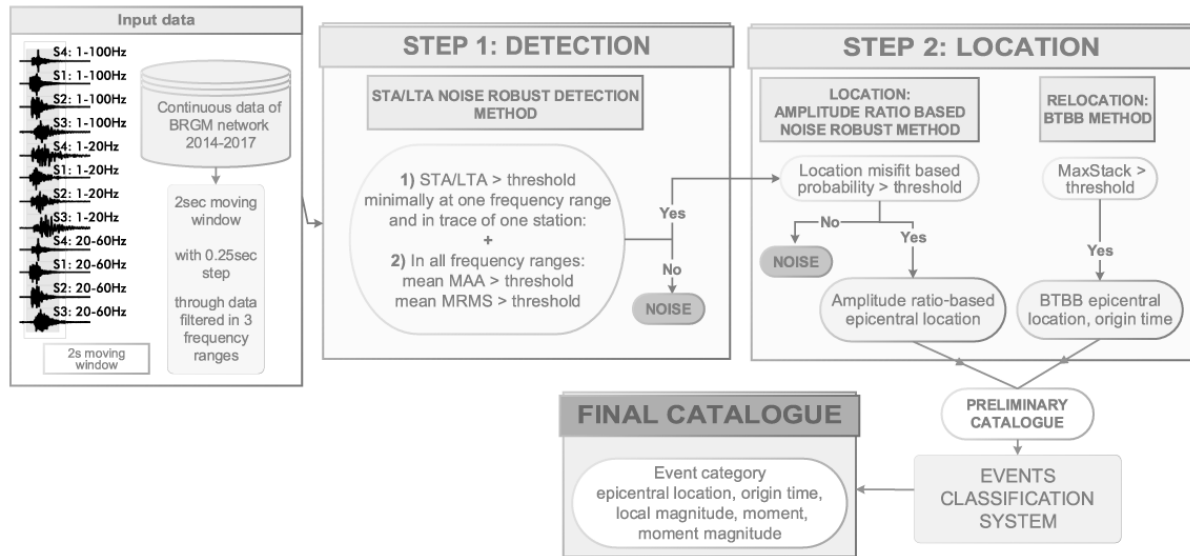 Input data
S4: 1-100Hz
S1: 1-100Hz
S2: 1-100Hz
S3: 1-100Hz
S4: 1-20Hz
S1: 1-20Hz
S2: 1-20Hz
S3: 1-20Hz
S4: 20-60Hz
S1: 20-60Hz
S2: 20-60Hz
S3: 20-60Hz
2s moving
window
Continuous data of
BRGM network
2014-2017
2sec moving
window
with 0.25sec
step
through data
filtered in 3
frequency
ranges
STEP 1: DETECTION
STA/LTA NOISE ROBUST DETECTION
METHOD
1) STA/LTA > threshold
minimally at one frequency range
and in trace of one station:
+
2) In all frequency ranges:
mean MAA > threshold
mean MRMS > threshold
Yes
No
NOISE
STEP 2: LOCATION
LOCATION:
AMPLITUDE RATIO BASED
NOISE ROBUST METHOD
Location misfit based
probability > threshold
No
Yes
NOISE
Amplitude ratio-based
epicentral location
RELOCATION:
BTBB METHOD
MaxStack >
threshold
Yes
BTBB epicentral
location, origin time
PRELIMINARY
CATALOGUE
EVENTS
CLASSIFICATION
SYSTEM
FINAL CATALOGUE
Event category
epicentral location, origin time,
local magnitude, moment,
moment magnitude